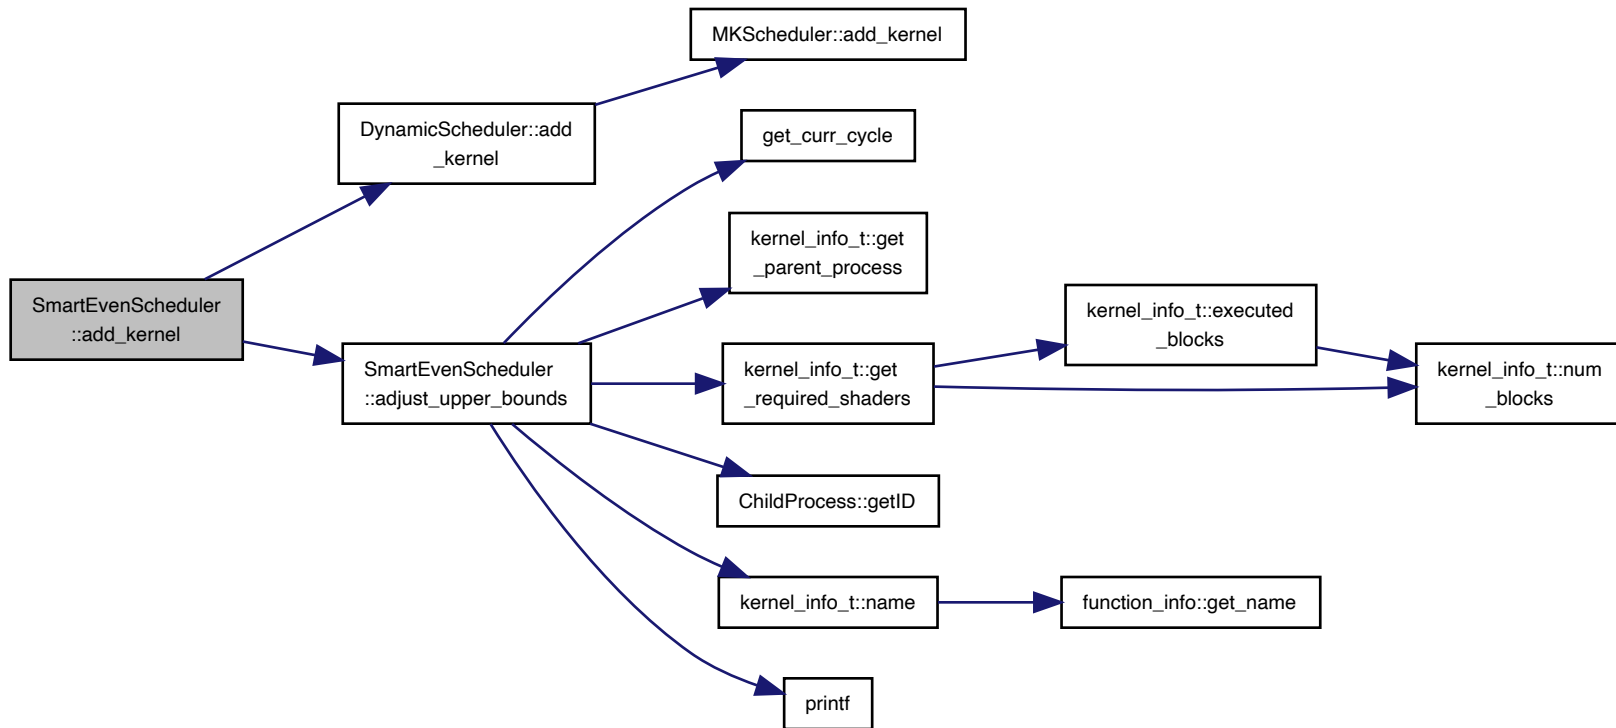 MKScheduler::add_kernel
DynamicScheduler::add
_kernel
get_curr_cycle
kernel_info_t::get
_parent_process
SmartEvenScheduler
::add_kernel
kernel_info_t::executed
_blocks
SmartEvenScheduler
::adjust_upper_bounds
kernel_info_t::get
_required_shaders
kernel_info_t::num
_blocks
ChildProcess::getID
kernel_info_t::name
function_info::get_name
printf